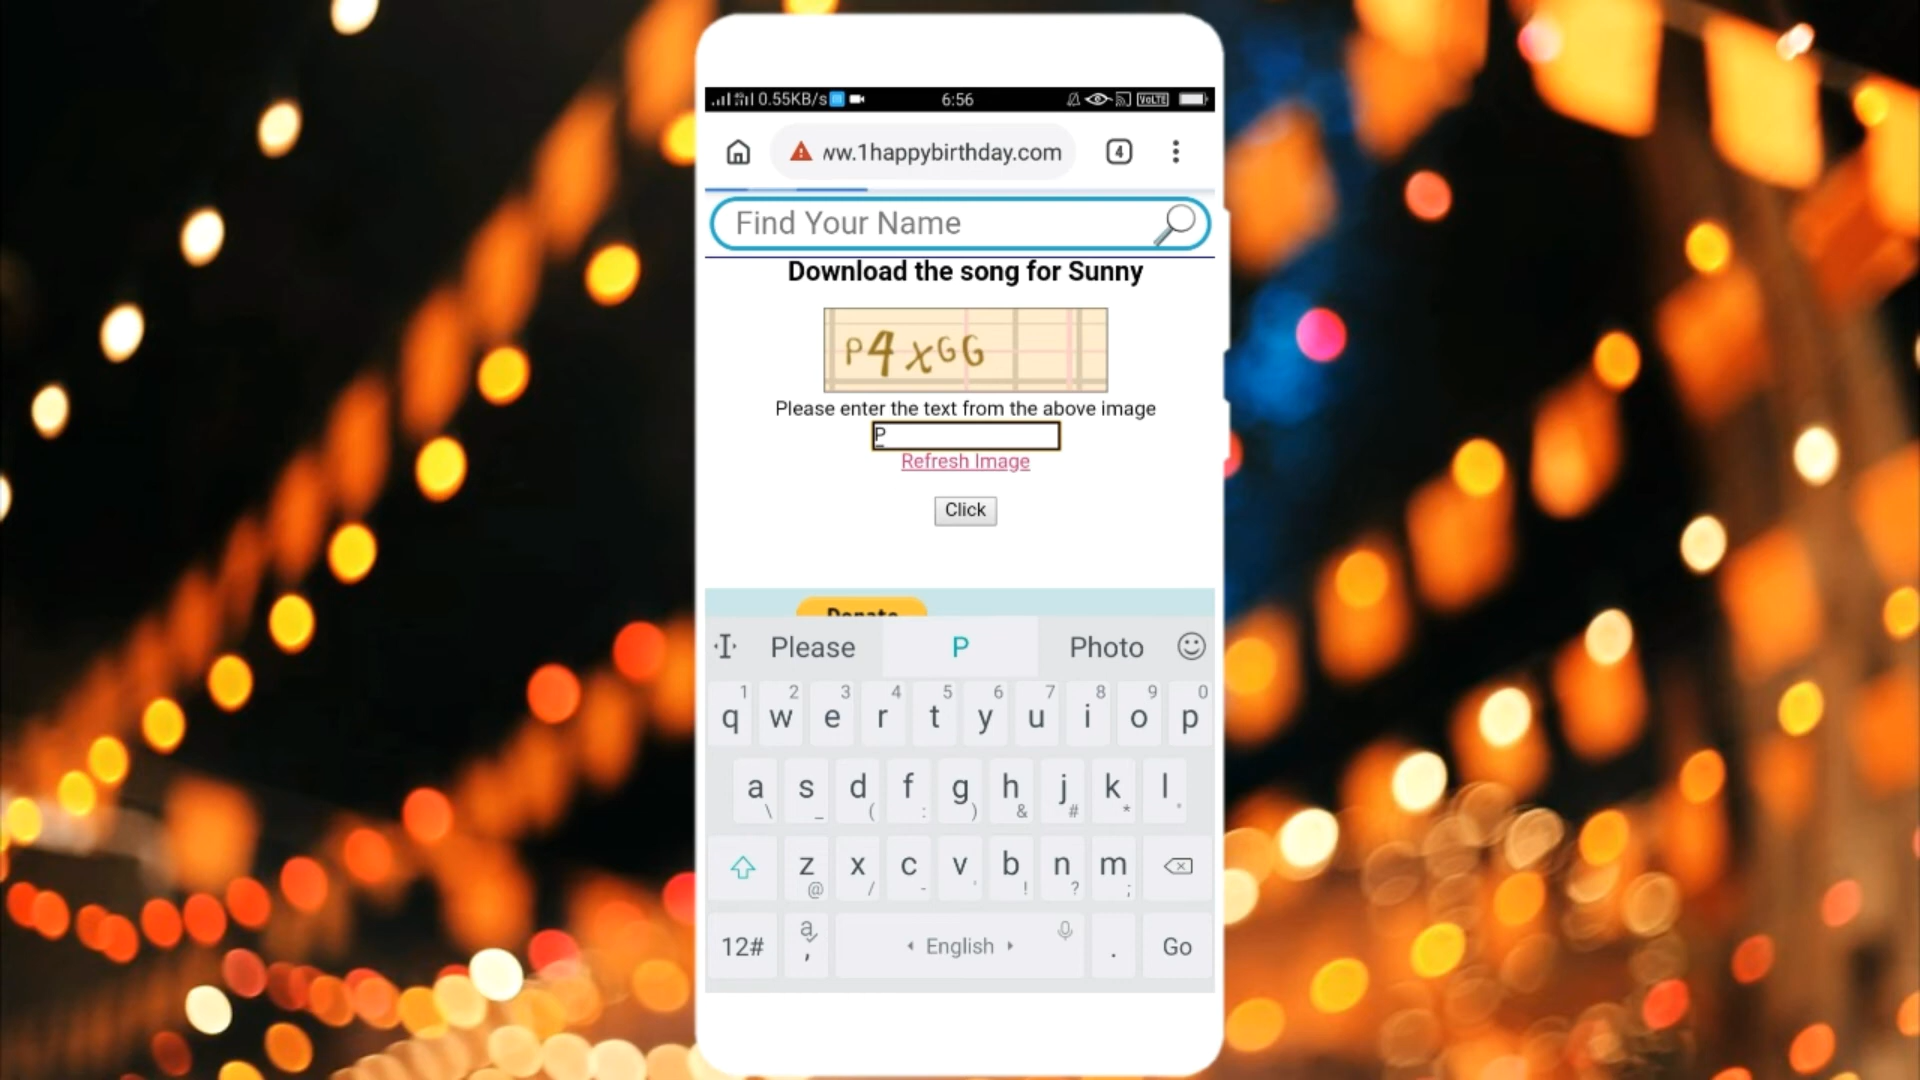 0.55KB/s 6:56 VoLTE
ww.1happybirthday.com 4
Find Your Name
Download the song for Sunny
P4XGG
Please enter the text from the above image
P
Refresh Image
Click
Donate
Please P Photo
1 2 3 4 5 6 7 8 9 0
q w e r t y u i o p
a s d f g h j k l
\ _ ( : ) & # *
z x c v b n m
@ / - ' ! ? ;
12# a , English . Go